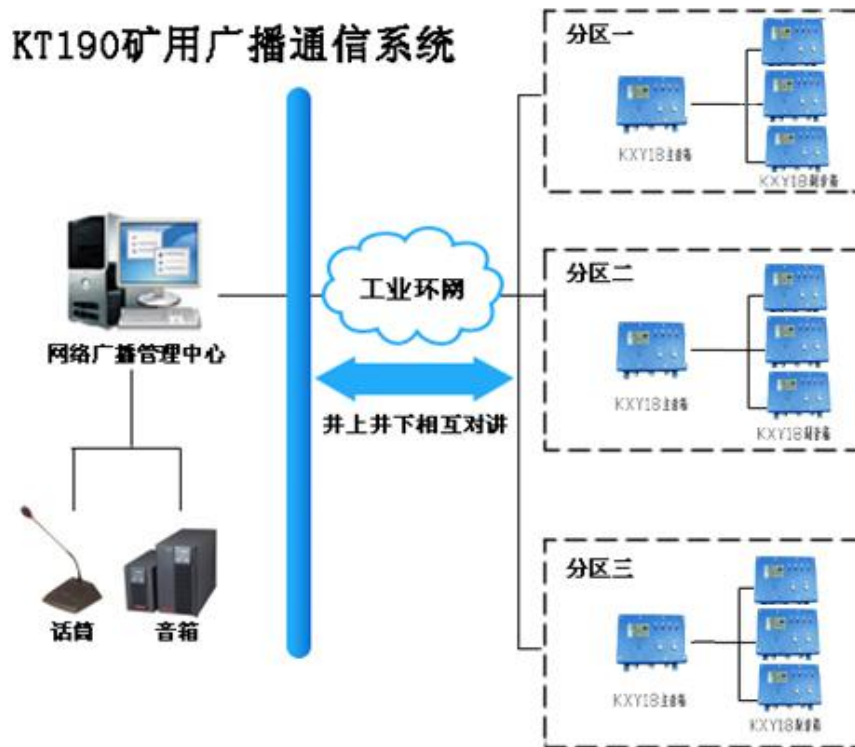 KT190矿用广播通信系统
分区一
KXY18主音箱
KXY18副音箱
网络广播管理中心
工业环网
井上井下相互对讲
分区二
KXY18主音箱
KXY18副音箱
话筒
音箱
分区三
KXY18主音箱
KXY18副音箱